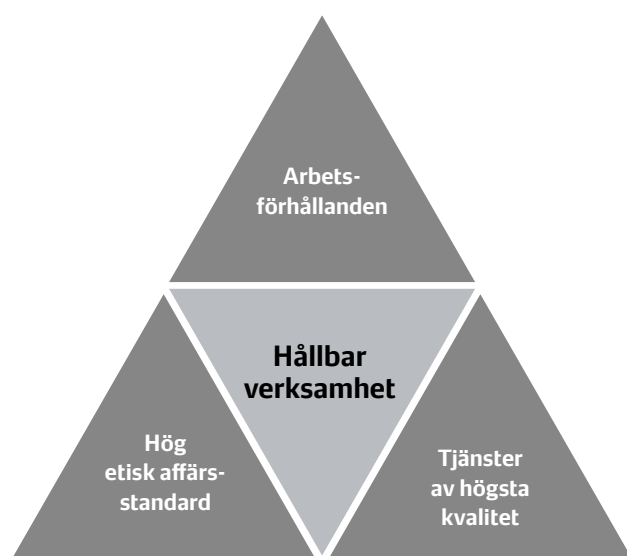 Arbets-
förhållanden
Hållbar
verksamhet
Hög
etisk affärs-
standard
Tjänster
av högsta
kvalitet